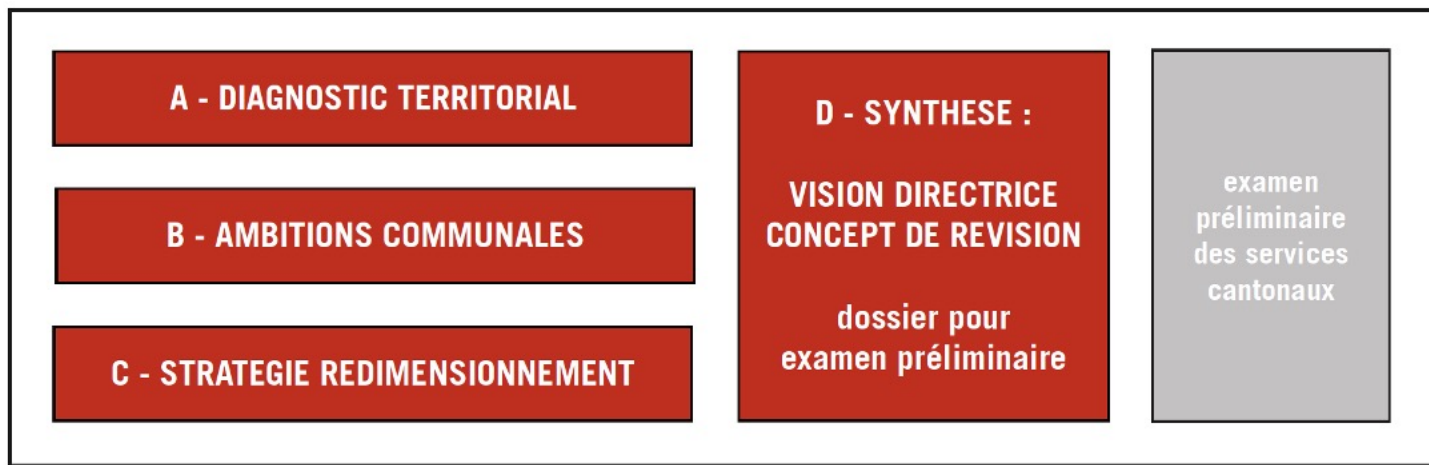 A - DIAGNOSTIC TERRITORIAL
B - AMBITIONS COMMUNALES
C - STRATEGIE REDIMENSIONNEMENT
D - SYNTHESE :
VISION DIRECTRICE
CONCEPT DE REVISION
dossier pour
examen préliminaire
examen
préliminaire
des services
cantonaux